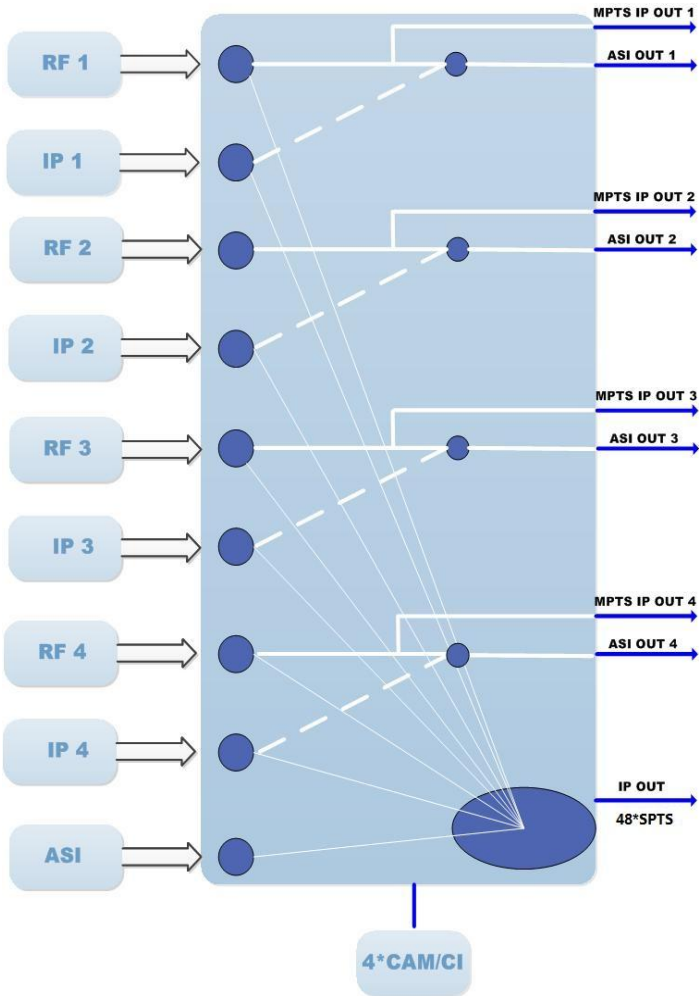 MPTS IP OUT 1
RF 1
ASI OUT 1
IP 1
MPTS IP OUT 2
RF 2
ASI OUT 2
IP 2
MPTS IP OUT 3
RF 3
ASI OUT 3
IP 3
MPTS IP OUT 4
RF 4
ASI OUT 4
IP 4
IP OUT
48*SPTS
ASI
4*CAM/CI